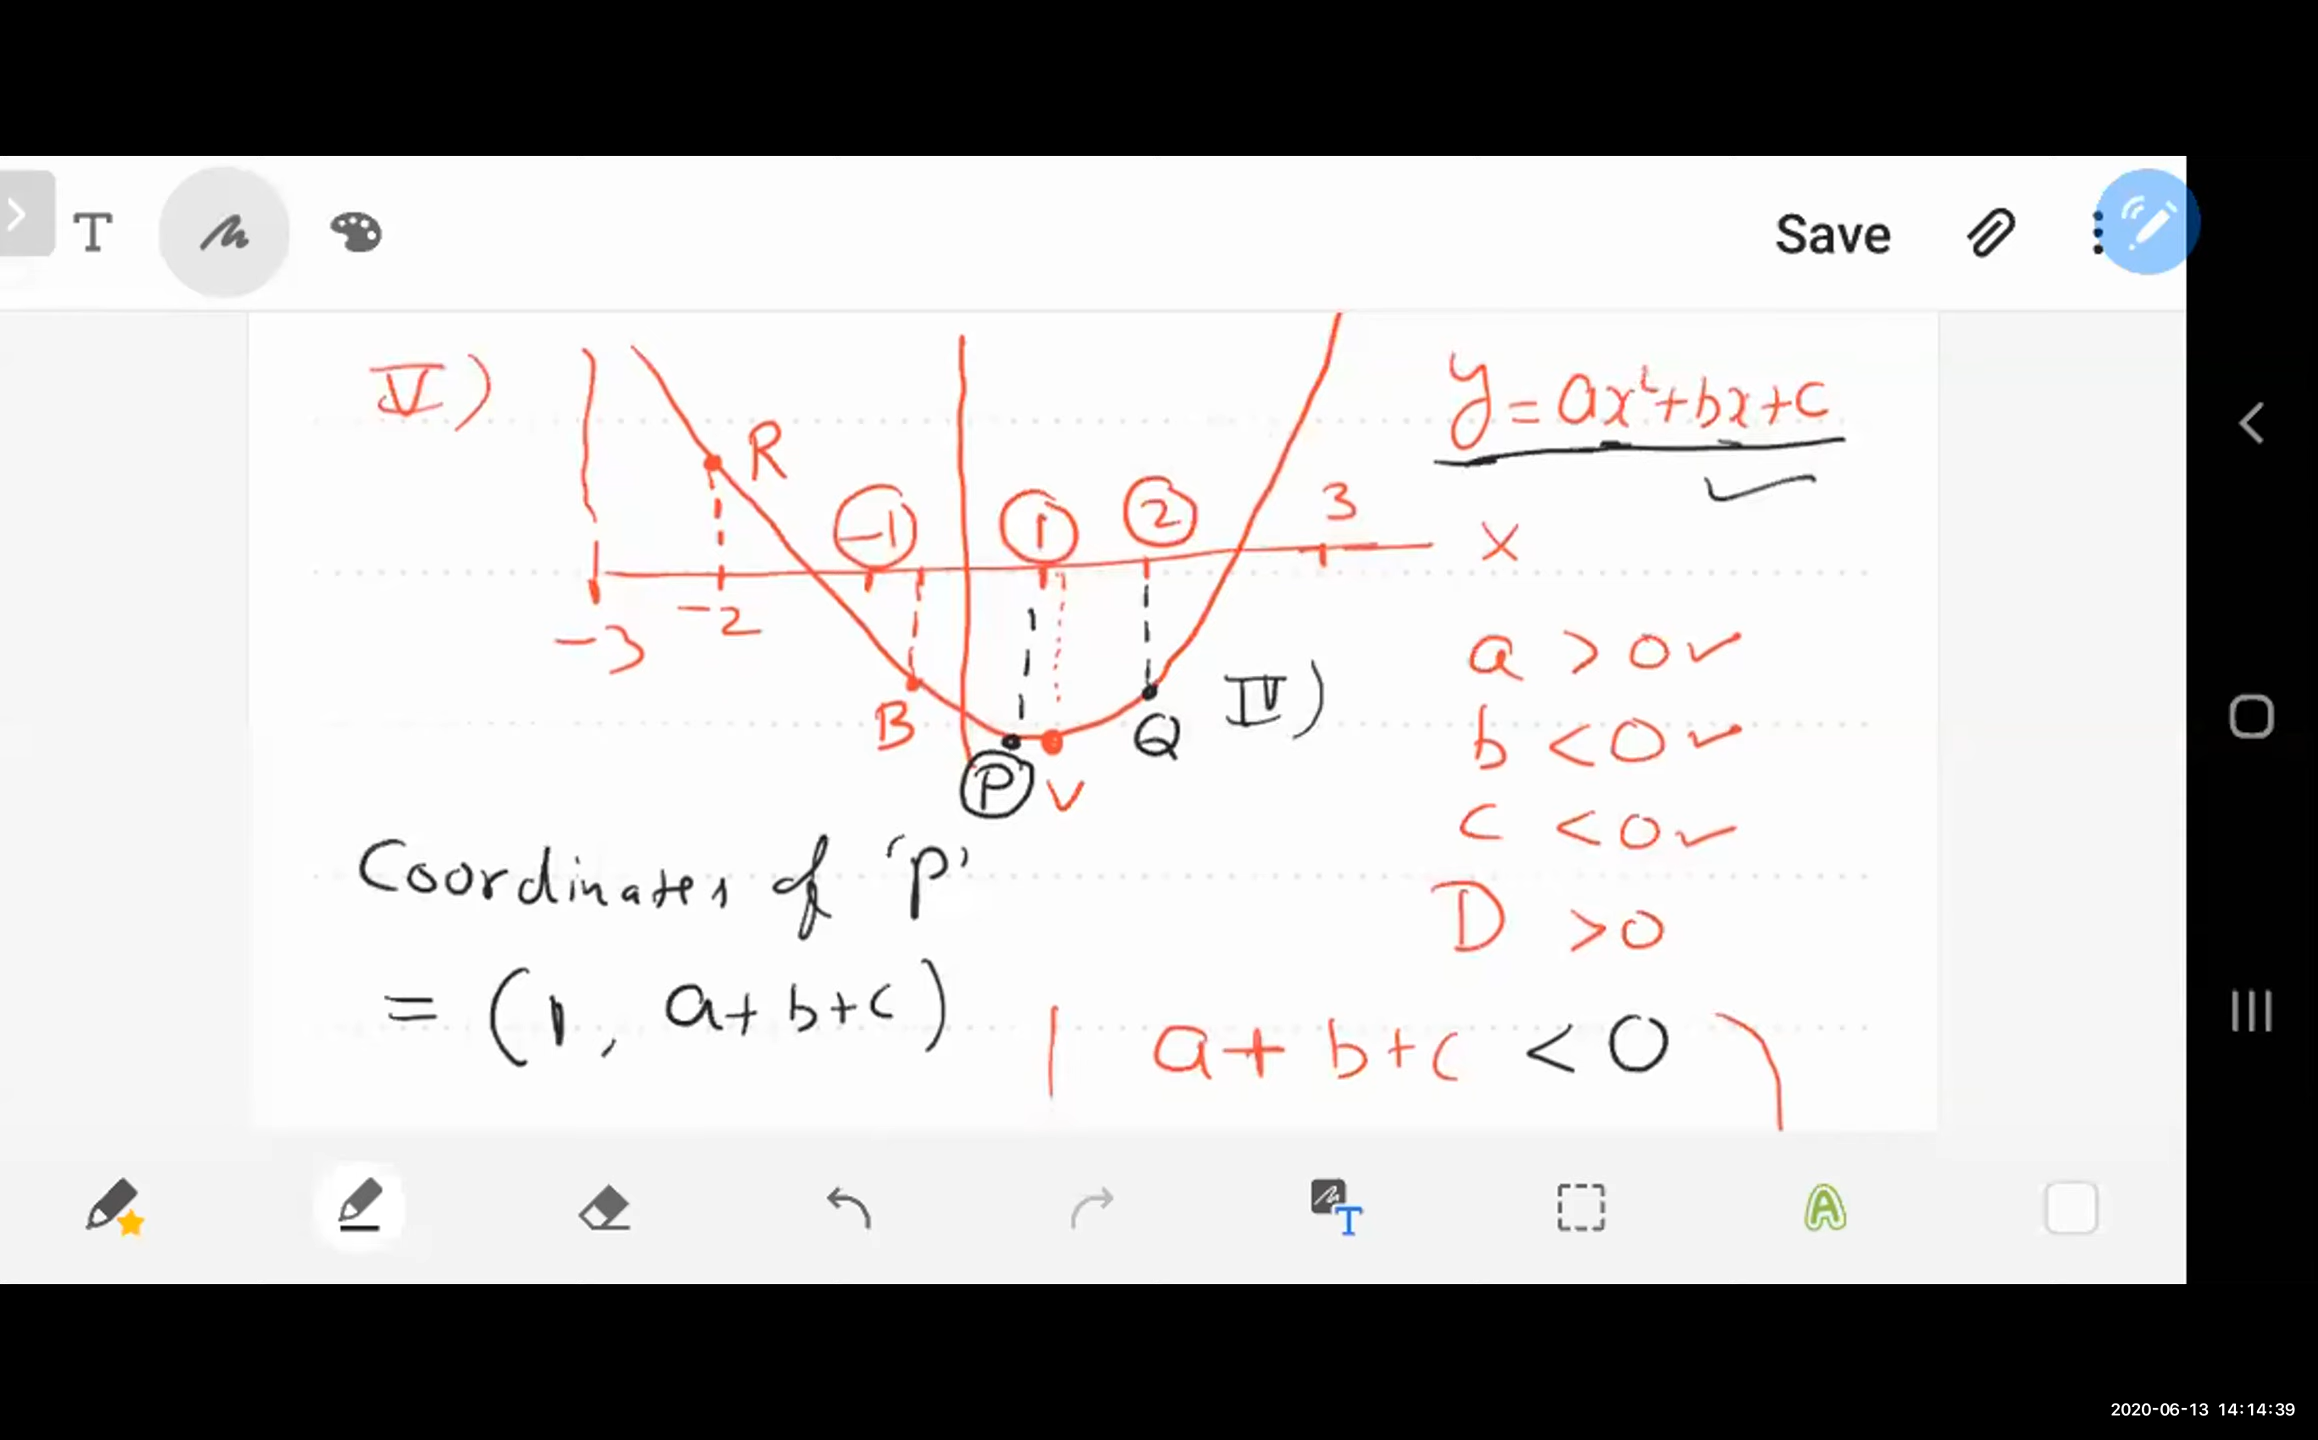 T
Save
V)
y = ax²+bx+c
R
-1
1
2
3
X
-3
-2
a > 0 ✓
B
P
V
Q
IV)
b < 0 ✓
c < 0 ✓
D > 0
Coordinates of 'P'
= (1, a+b+c)
a+b+c < 0
T
A
2020-06-13 14:14:39